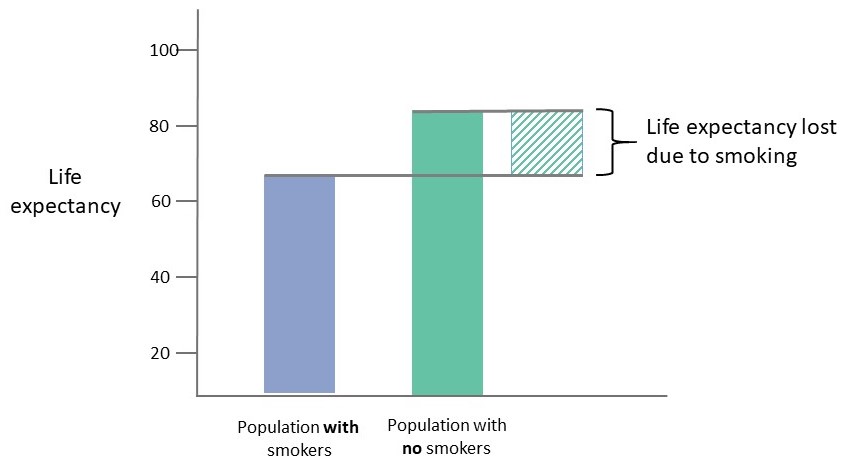 100
80
60
40
20
Life
expectancy
Life expectancy lost
due to smoking
Population with
smokers
Population with
no smokers